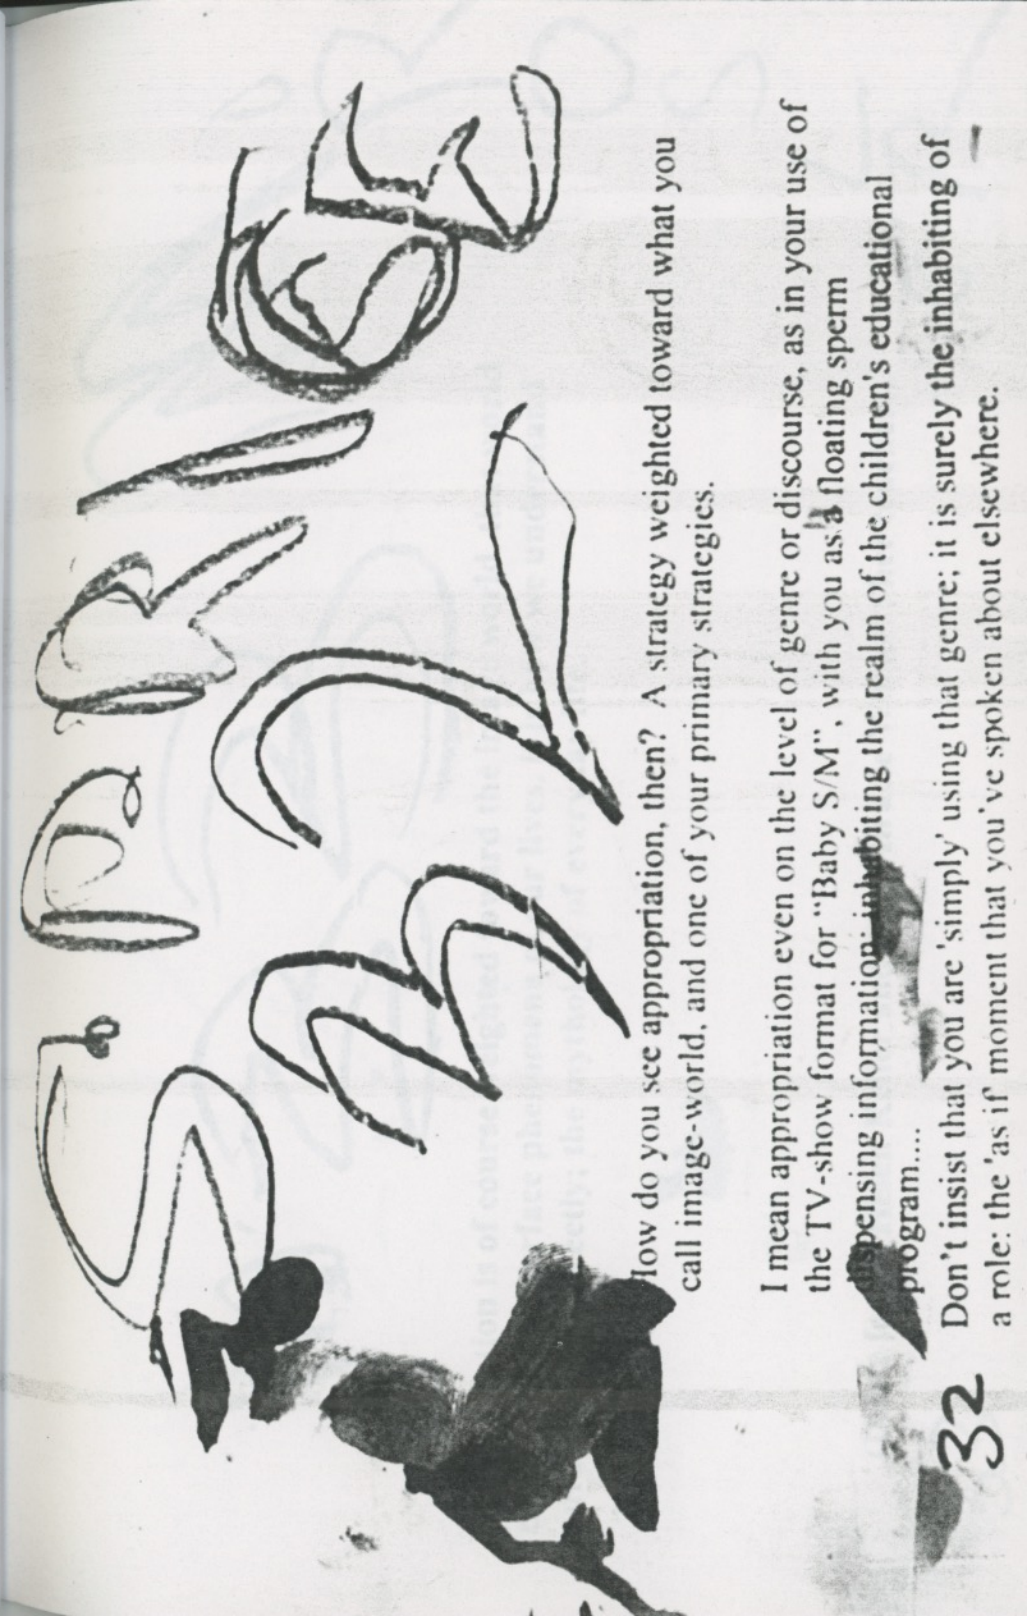 How do you see appropriation, then? A strategy weighted toward what you
call image-world, and one of your primary strategies.
I mean appropriation even on the level of genre or discourse, as in your use of
the TV-show format for "Baby S/M", with you as a floating sperm
dispensing information; inhabiting the realm of the children's educational
program....
Don't insist that you are 'simply' using that genre; it is surely the inhabiting of
a role: the 'as if' moment that you've spoken about elsewhere.
32